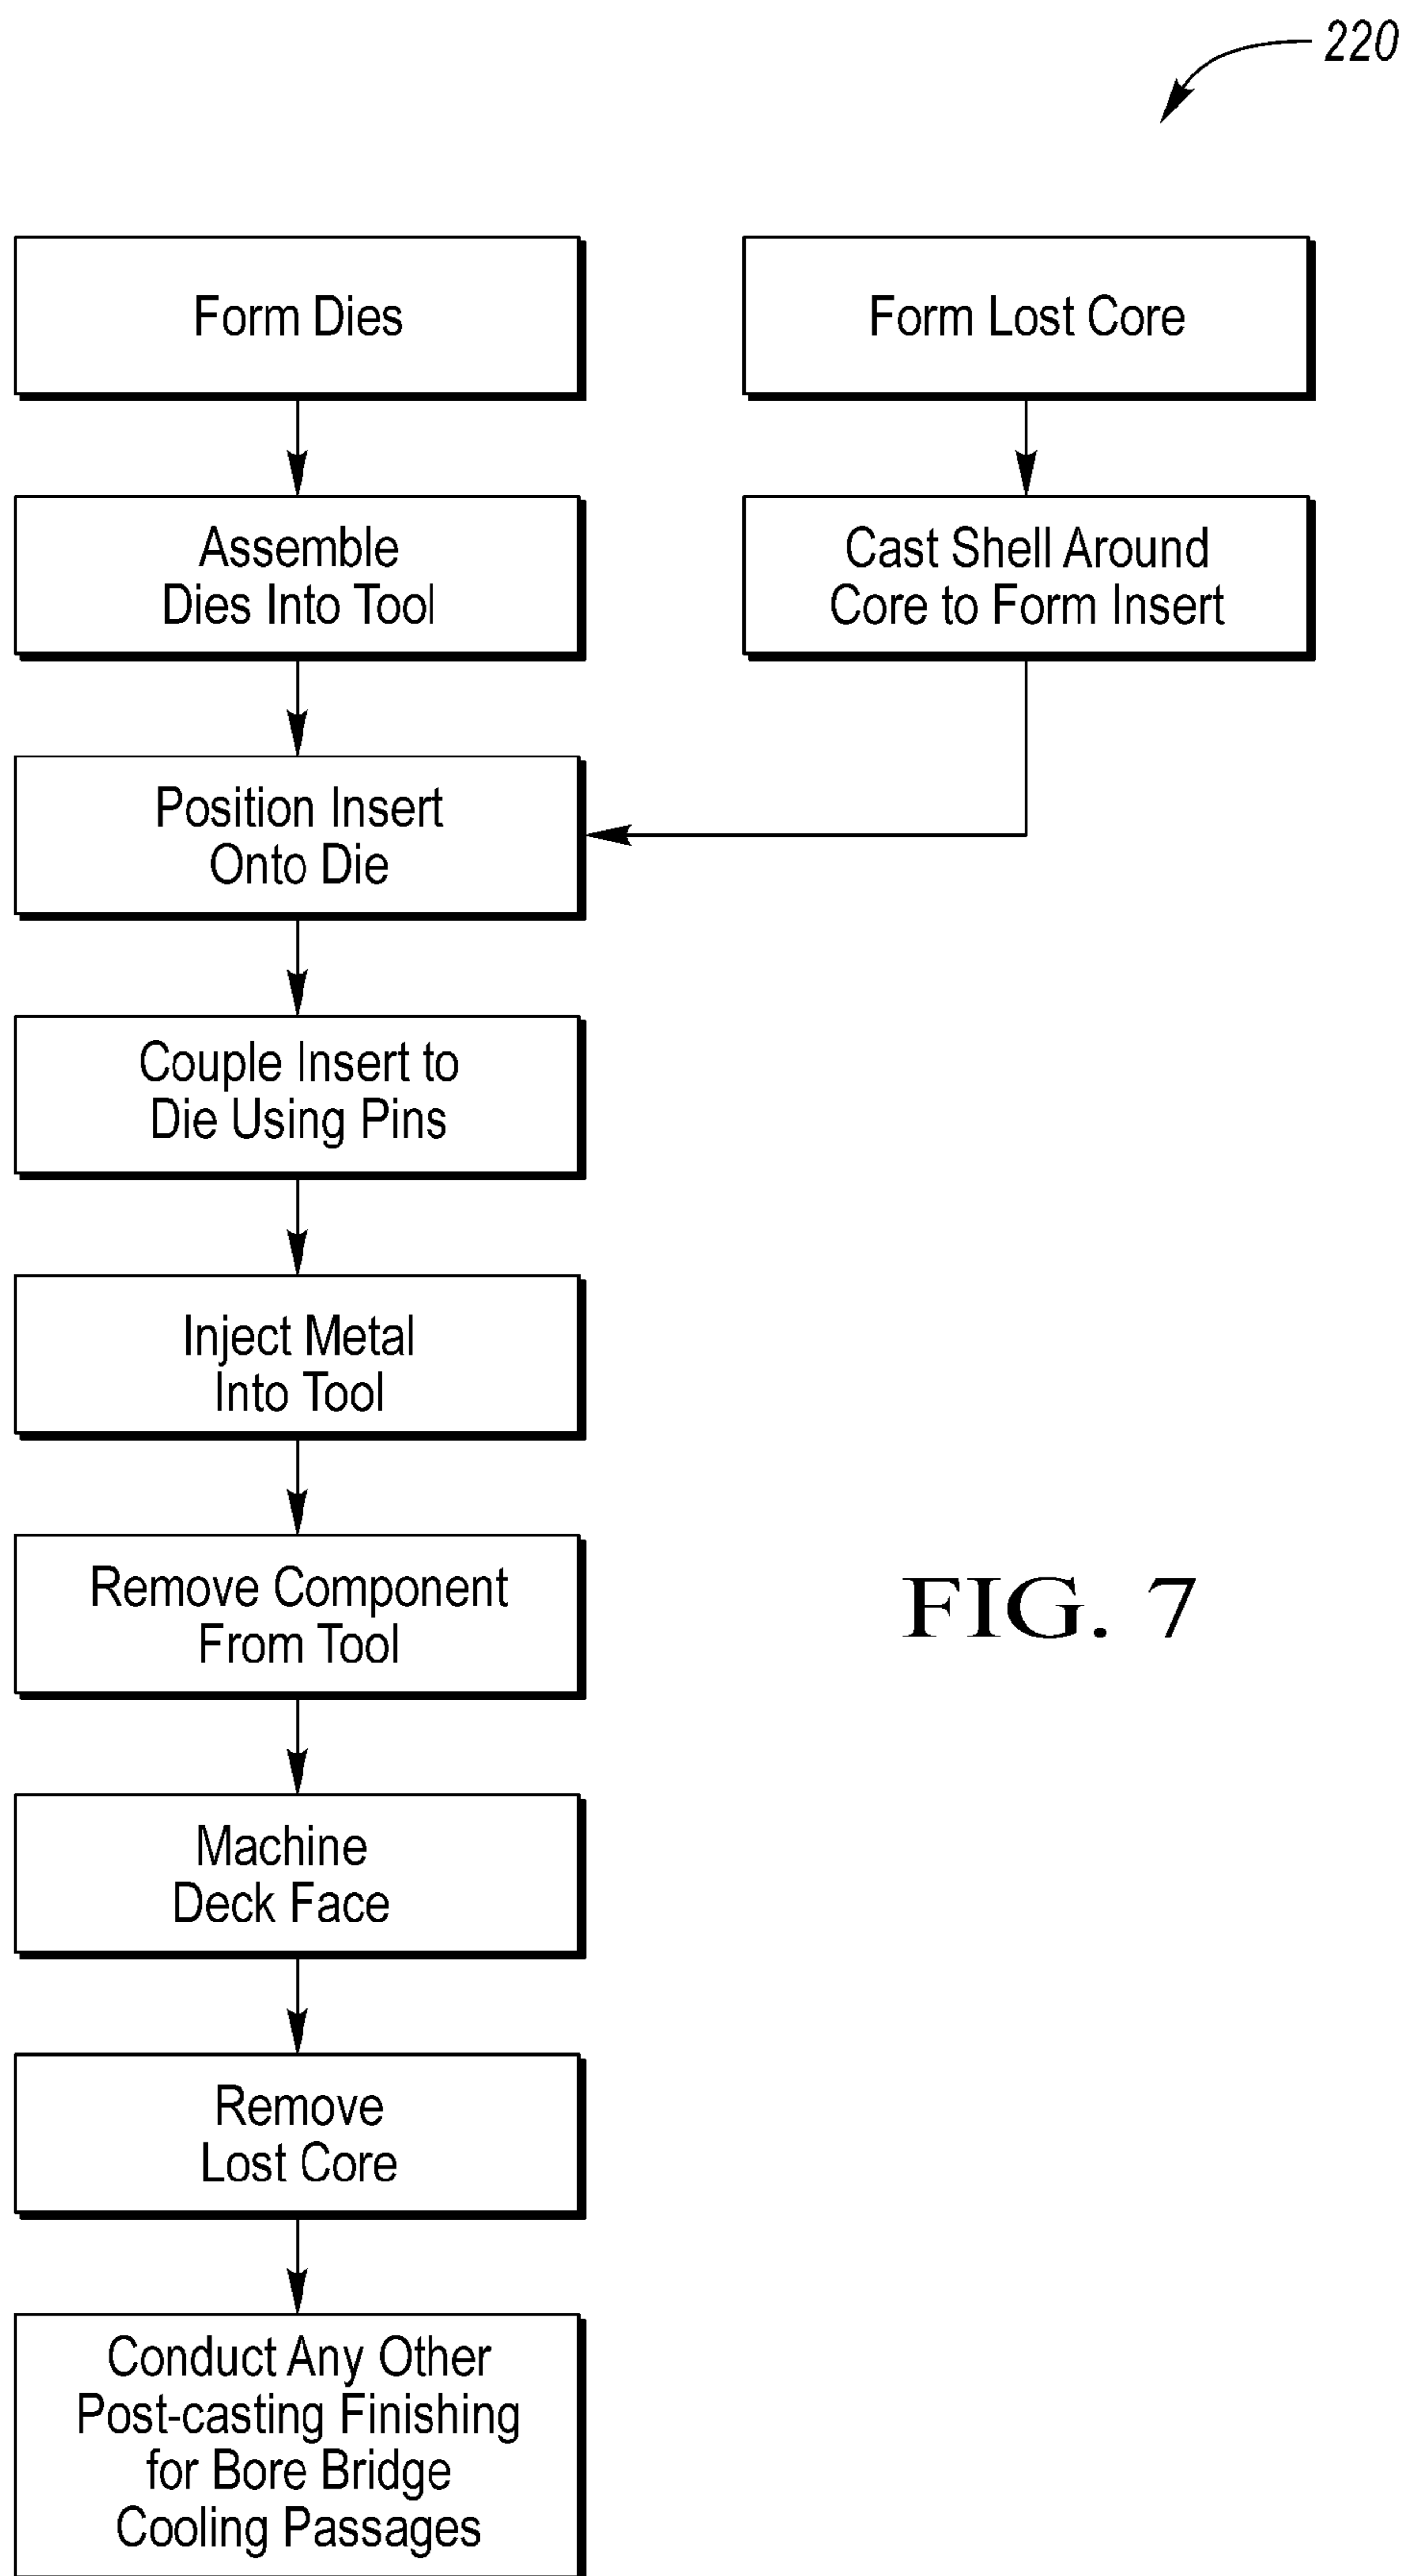 220
Form Dies
Form Lost Core
Assemble
Dies Into Tool
Cast Shell Around
Core to Form Insert
Position Insert
Onto Die
Couple Insert to
Die Using Pins
Inject Metal
Into Tool
Remove Component
From Tool
FIG. 7
Machine
Deck Face
Remove
Lost Core
Conduct Any Other
Post-casting Finishing
for Bore Bridge
Cooling Passages